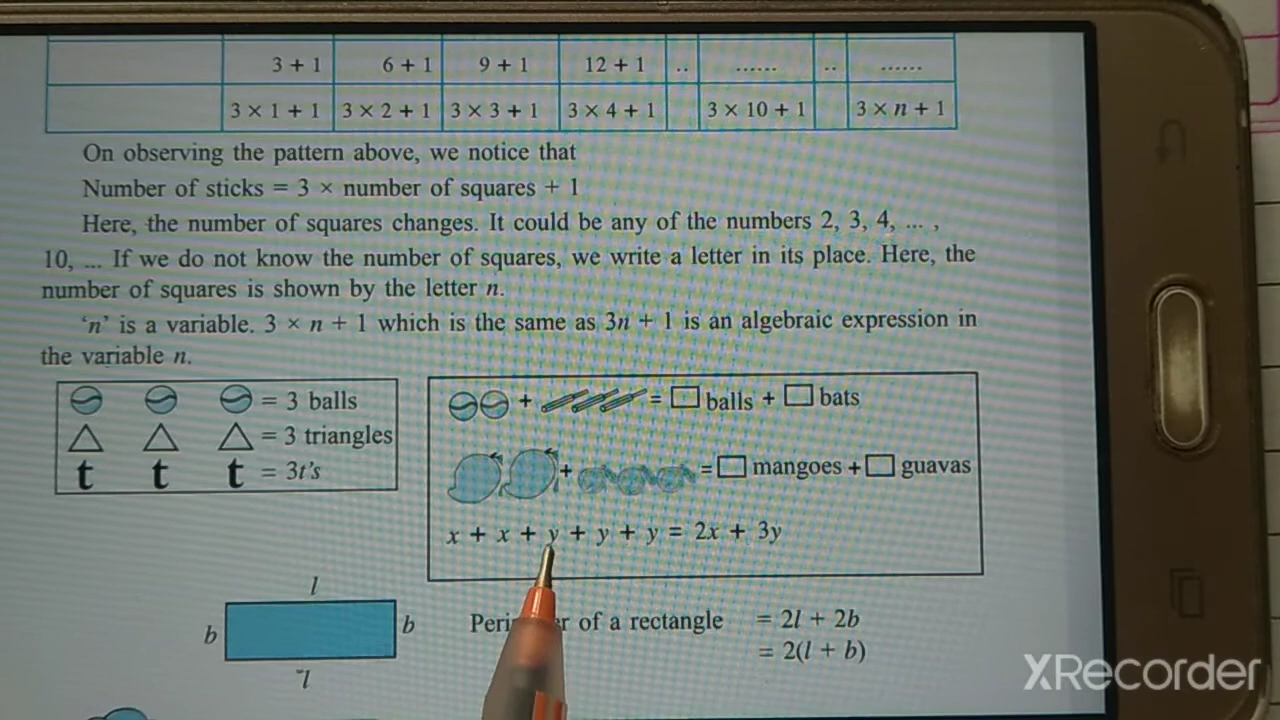 3 + 1 6 + 1 9 + 1 12 + 1 .. ...... .. ......
3 × 1 + 1 3 × 2 + 1 3 × 3 + 1 3 × 4 + 1 3 × 10 + 1 3 × n + 1
On observing the pattern above, we notice that
Number of sticks = 3 × number of squares + 1
Here, the number of squares changes. It could be any of the numbers 2, 3, 4, ... ,
10, ... If we do not know the number of squares, we write a letter in its place. Here, the
number of squares is shown by the letter n.
'n' is a variable. 3 × n + 1 which is the same as 3n + 1 is an algebraic expression in
the variable n.
= 3 balls
= 3 triangles
t t t = 3t's
+ = □ balls + □ bats
+ = □ mangoes + □ guavas
x + x + y + y + y = 2x + 3y
l
b b
l
of a rectangle = 2l + 2b
= 2(l + b)
XRecorder